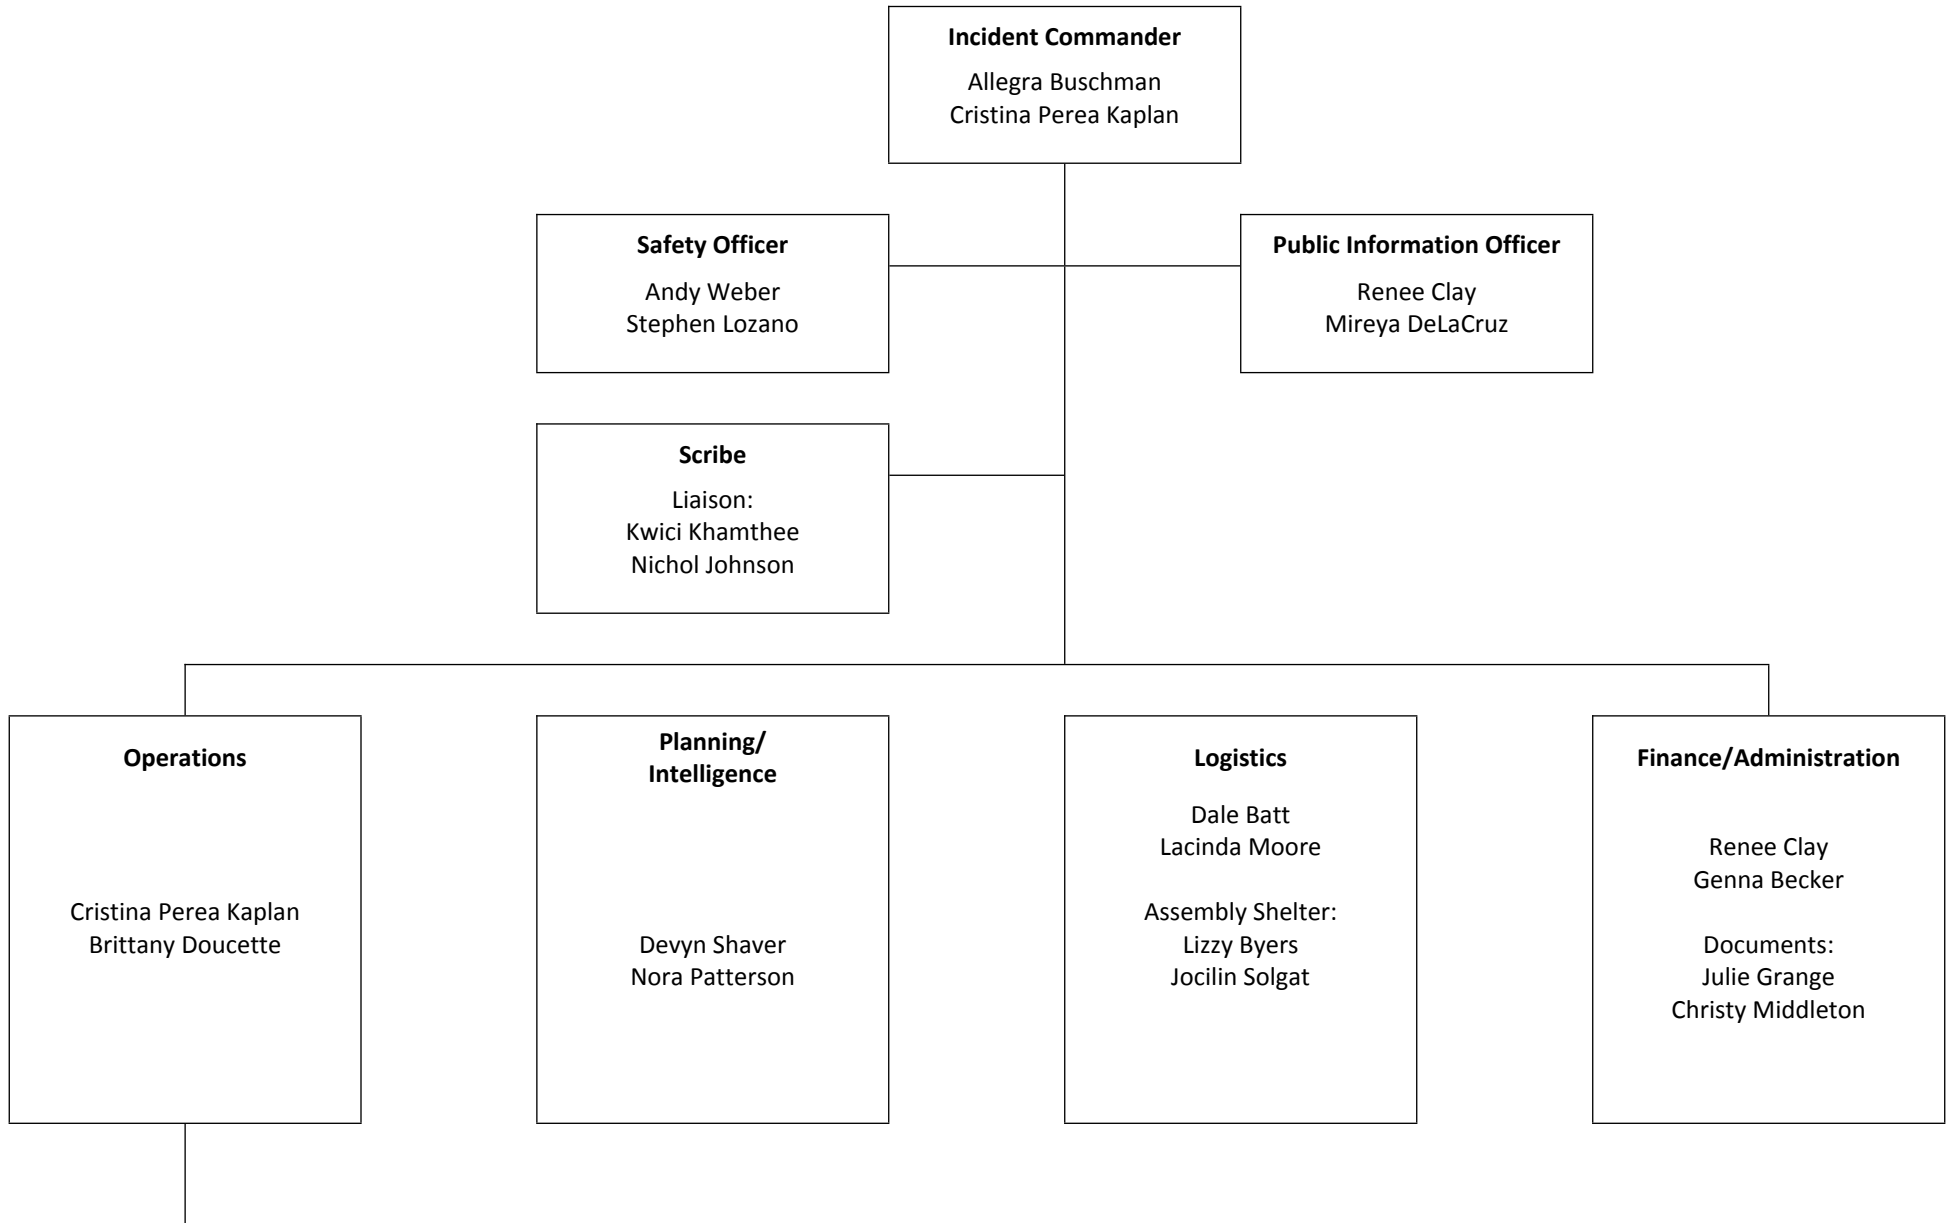 Incident Commander
Allegra Buschman
Cristina Perea Kaplan
Safety Officer
Andy Weber
Stephen Lozano
Public Information Officer
Renee Clay
Mireya DeLaCruz
Scribe
Liaison:
Kwici Khamthee
Nichol Johnson
Operations
Cristina Perea Kaplan
Brittany Doucette
Planning/
Intelligence
Devyn Shaver
Nora Patterson
Logistics
Dale Batt
Lacinda Moore
Assembly Shelter:
Lizzy Byers
Jocilin Solgat
Finance/Administration
Renee Clay
Genna Becker
Documents:
Julie Grange
Christy Middleton